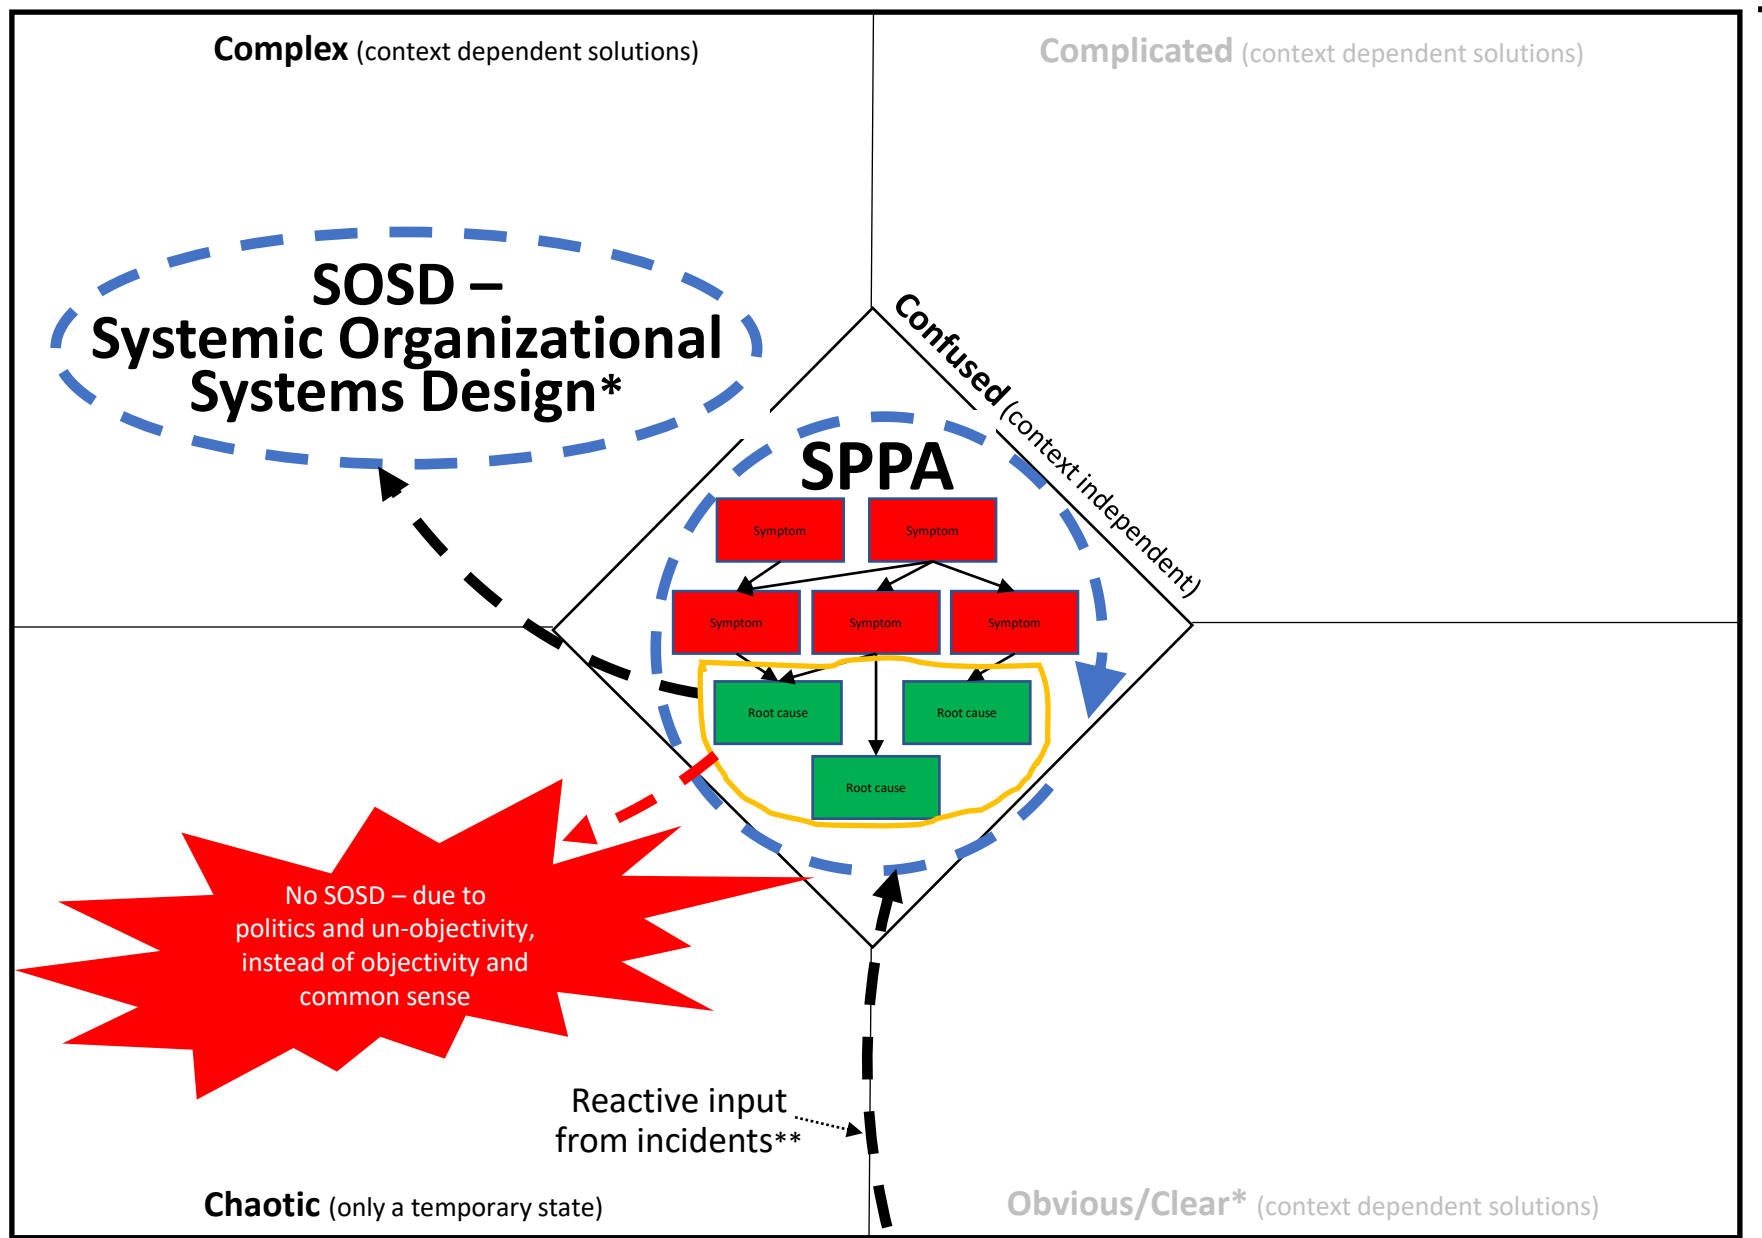 Complex (context dependent solutions)
Complicated (context dependent solutions)
SOSD –
Systemic Organizational
Systems Design*
Confused (context independent)
SPPA
Symptom
Symptom
Symptom
Symptom
Symptom
Root cause
Root cause
Root cause
No SOSD – due to
politics and un-objectivity,
instead of objectivity and
common sense
Reactive input
from incidents**
Chaotic (only a temporary state)
Obvious/Clear* (context dependent solutions)